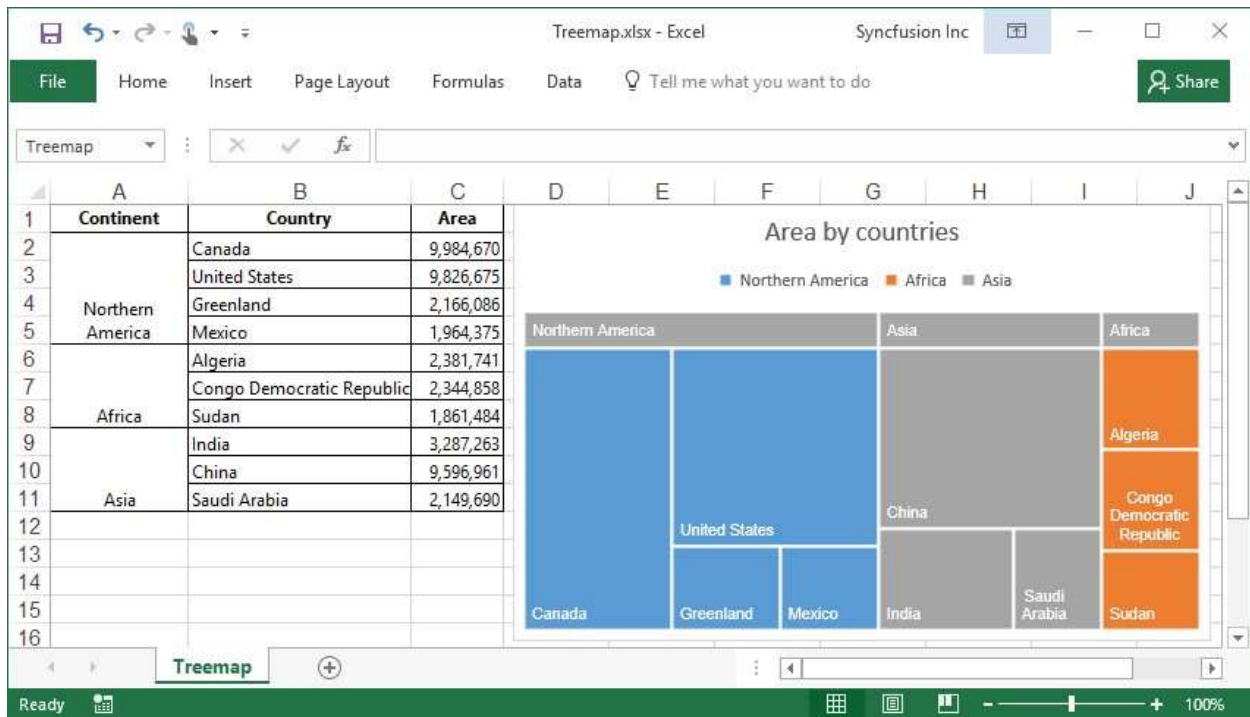 Treemap.xlsx - Excel
Syncfusion Inc
File Home Insert Page Layout Formulas Data Tell me what you want to do Share
Treemap fx
A B C D E F G H I J
1 Continent Country Area
2 Canada 9,984,670
3 United States 9,826,675
4 Northern Greenland 2,166,086
5 America Mexico 1,964,375
6 Algeria 2,381,741
7 Congo Democratic Republic 2,344,858
8 Africa Sudan 1,861,484
9 India 3,287,263
10 China 9,596,961
11 Asia Saudi Arabia 2,149,690
12
13
14
15
16
Area by countries
Northern America Africa Asia
Northern America
Canada
United States
Greenland
Mexico
Asia
China
India
Saudi
Arabia
Africa
Algeria
Congo
Democratic
Republic
Sudan
Treemap
Ready 100%